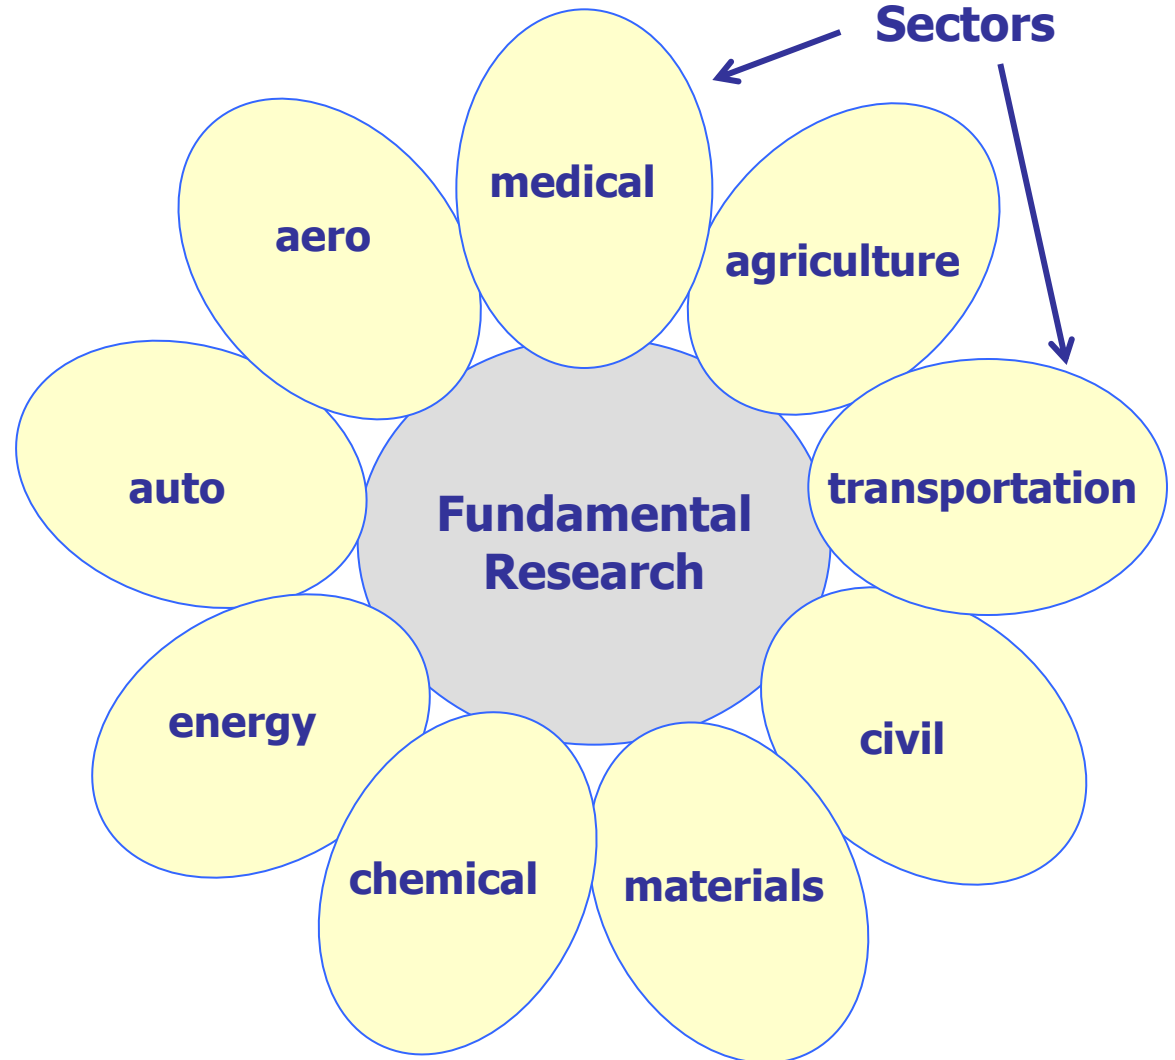 Sectors
medical
aero
agriculture
auto
transportation
Fundamental
Research
energy
civil
chemical
materials